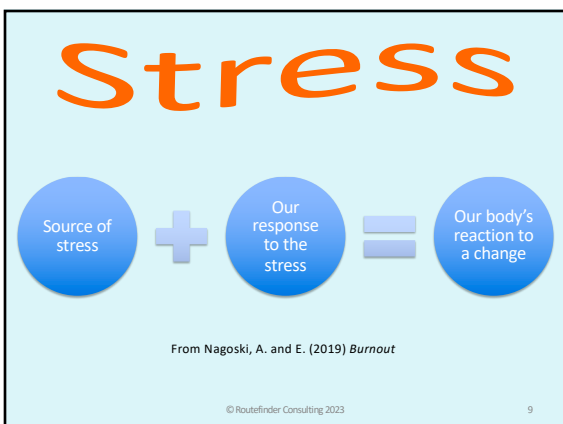 Stress
Source of
stress
Our
response
to the
stress
Our body's
reaction to
a change
From Nagoski, A. and E. (2019) Burnout
© Routefinder Consulting 2023
9